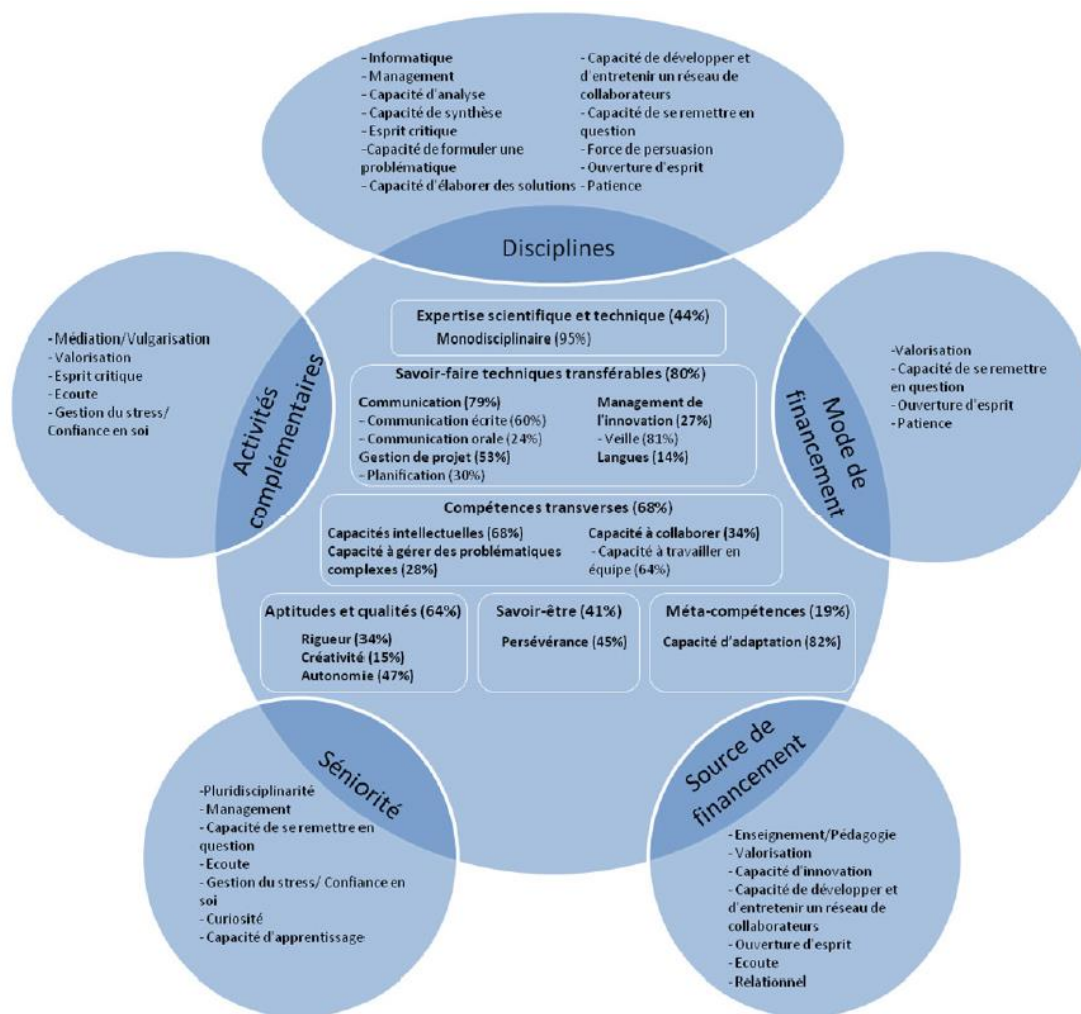 - Informatique
- Management
- Capacité d'analyse
- Capacité de synthèse
- Esprit critique
-Capacité de formuler une
problématique
- Capacité d'élaborer des solutions
- Capacité de développer et
d'entretenir un réseau de
collaborateurs
- Capacité de se remettre en
question
- Force de persuasion
- Ouverture d'esprit
- Patience
Disciplines
- Médiation/Vulgarisation
- Valorisation
- Esprit critique
- Ecoute
- Gestion du stress/
Confiance en soi
Activités
complémentaires
Expertise scientifique et technique (44%)
Monodisciplinaire (95%)
Savoir-faire techniques transférables (80%)
Communication (79%)
- Communication écrite (60%)
- Communication orale (24%)
Gestion de projet (53%)
- Planification (30%)
Management de
l'innovation (27%)
- Veille (81%)
Langues (14%)
Compétences transverses (68%)
Capacités intellectuelles (68%)
Capacité à gérer des problématiques
complexes (28%)
Capacité à collaborer (34%)
- Capacité à travailler en
équipe (64%)
Aptitudes et qualités (64%)
Rigueur (34%)
Créativité (15%)
Autonomie (47%)
Savoir-être (41%)
Persévérance (45%)
Méta-compétences (19%)
Capacité d'adaptation (82%)
Mode de
financement
-Valorisation
- Capacité de se remettre
en question
- Ouverture d'esprit
- Patience
Séniorité
-Pluridisciplinarité
- Management
- Capacité de se remettre en
question
- Ecoute
- Gestion du stress/ Confiance en
soi
- Curiosité
- Capacité d'apprentissage
Source de
financement
- Enseignement/Pédagogie
- Valorisation
- Capacité d'innovation
- Capacité de développer et
d'entretenir un réseau de
collaborateurs
- Ouverture d'esprit
- Ecoute
- Relationnel